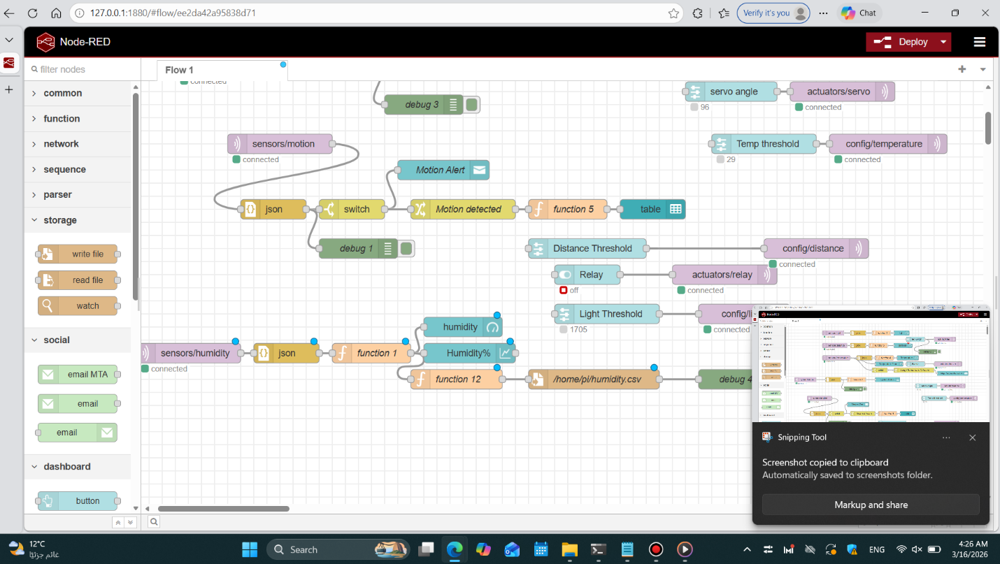 127.0.0.1:1880/#flow/ee2da42a95838d71
Verify it's you
Chat
Node-RED
Deploy
filter nodes
Flow 1
common
function
network
sequence
parser
storage
write file
read file
watch
social
email MTA
email
email
dashboard
button
connected
debug 3
servo angle
96
actuators/servo
connected
sensors/motion
connected
Temp threshold
29
config/temperature
connected
Motion Alert
json
switch
Motion detected
function 5
table
debug 1
Distance Threshold
config/distance
connected
Relay
off
actuators/relay
connected
Light Threshold
1705
config/li
connected
humidity
sensors/humidity
connected
json
function 1
Humidity%
function 12
/home/pi/humidity.csv
debug 4
Snipping Tool
Screenshot copied to clipboard
Automatically saved to screenshots folder.
Markup and share
12°C
غائم جزئيًا
Search
ENG
4:26 AM
3/16/2026